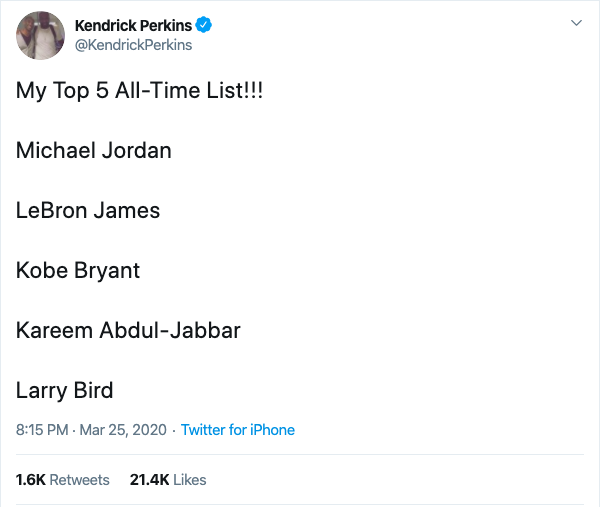 Kendrick Perkins
@KendrickPerkins
My Top 5 All-Time List!!!
Michael Jordan
LeBron James
Kobe Bryant
Kareem Abdul-Jabbar
Larry Bird
8:15 PM · Mar 25, 2020 · Twitter for iPhone
1.6K Retweets 21.4K Likes